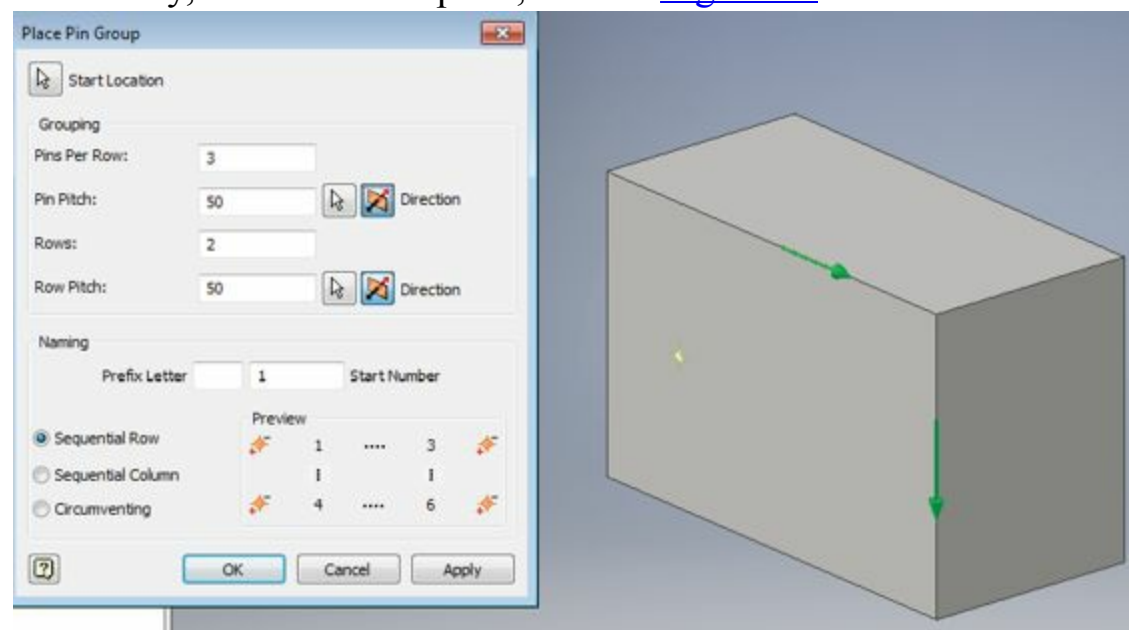 Place Pin Group
Start Location
Grouping
Pins Per Row: 3
Pin Pitch: 50 Direction
Rows: 2
Row Pitch: 50 Direction
Naming
Prefix Letter 1 Start Number
Preview
Sequential Row 1 .... 3
Sequential Column
Circumventing 4 .... 6
? OK Cancel Apply